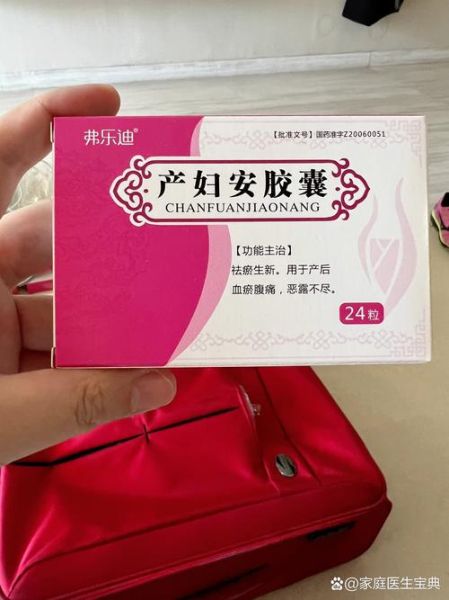 弗乐迪®
【批准文号】国药准字Z20060051
产妇安胶囊
CHANFUANJIAONANG
【功能主治】
祛瘀生新。用于产后
血瘀腹痛，恶露不尽。
24粒
@家庭医生宝典